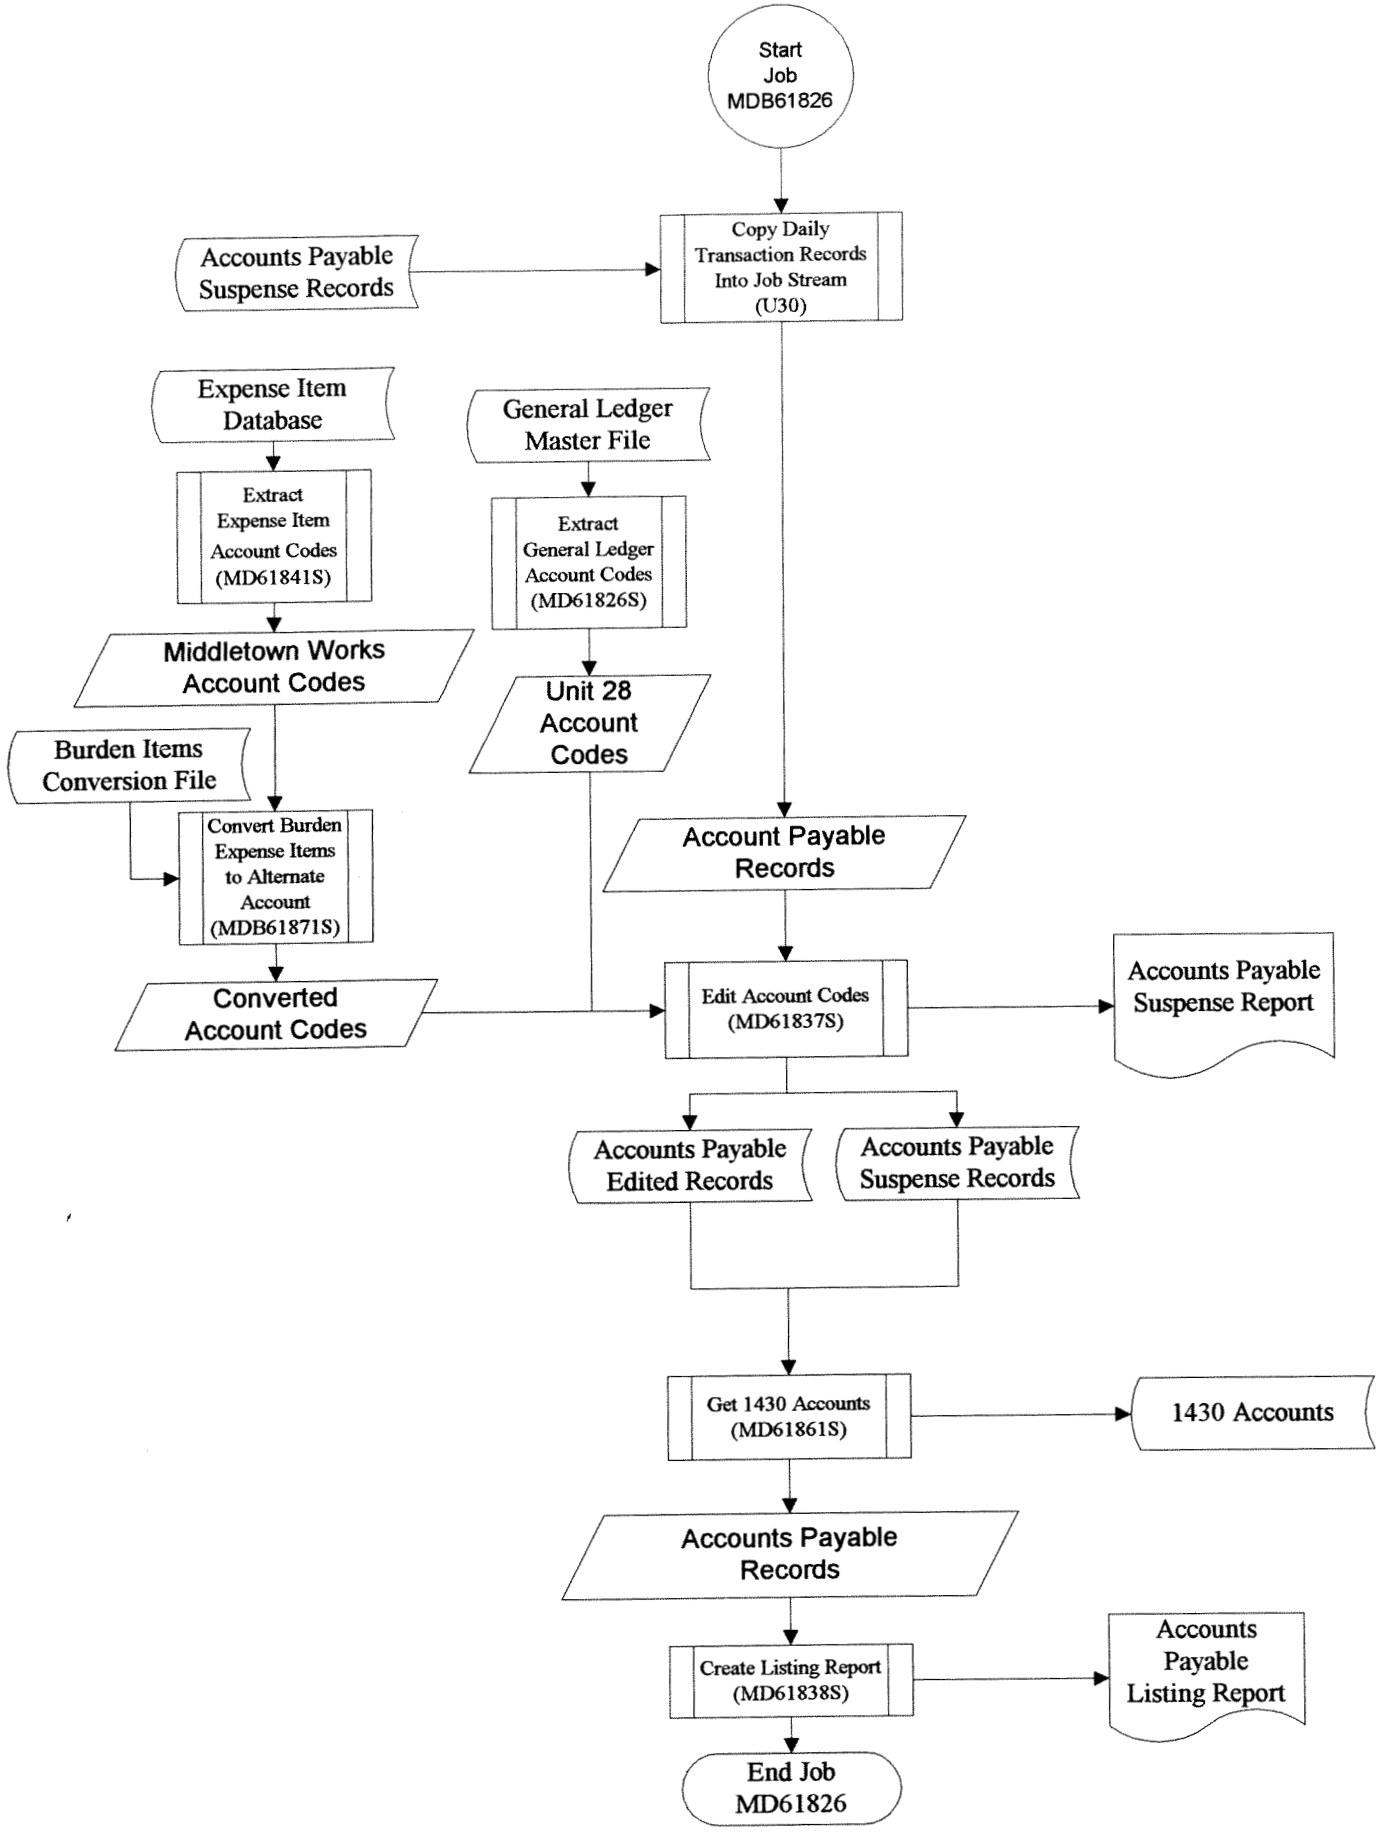 Start
Job
MDB61826
Copy Daily
Transaction Records
Into Job Stream
(U30)
Accounts Payable
Suspense Records
Expense Item
Database
General Ledger
Master File
Extract
Expense Item
Account Codes
(MD61841S)
Extract
General Ledger
Account Codes
(MD61826S)
Middletown Works
Account Codes
Unit 28
Account
Codes
Burden Items
Conversion File
Convert Burden
Expense Items
to Alternate
Account
(MDB61871S)
Account Payable
Records
Converted
Account Codes
Edit Account Codes
(MD61837S)
Accounts Payable
Suspense Report
Accounts Payable
Edited Records
Accounts Payable
Suspense Records
Get 1430 Accounts
(MD61861S)
1430 Accounts
Accounts Payable
Records
Create Listing Report
(MD61838S)
Accounts
Payable
Listing Report
End Job
MD61826